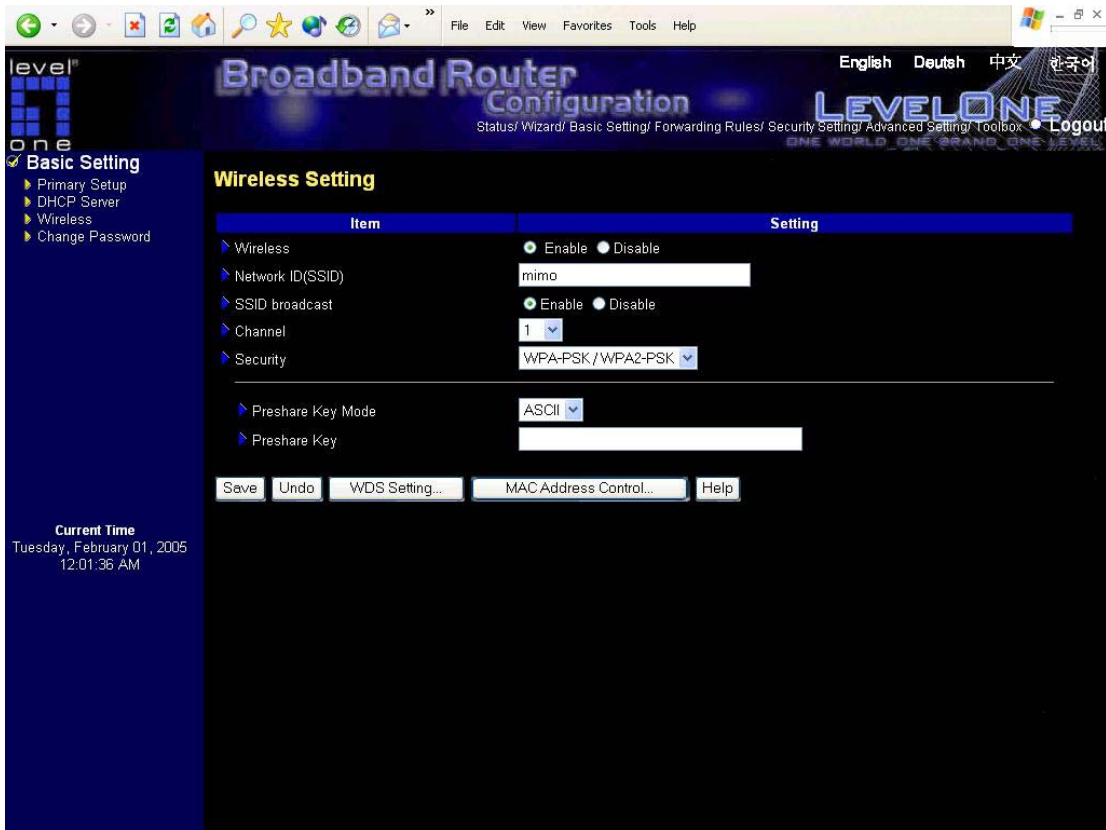 »
File Edit View Favorites Tools Help
level®
one
Broadband Router
Configuration
English Deutsh 中文 한국어
LEVELONE
Status/ Wizard/ Basic Setting/ Forwarding Rules/ Security Setting/ Advanced Setting/ Toolbox Logout
ONE WORLD_ONE BRAND_ONE LEVEL
Basic Setting
Primary Setup
DHCP Server
Wireless
Change Password
Wireless Setting
Item Setting
Wireless Enable Disable
Network ID(SSID) mimo
SSID broadcast Enable Disable
Channel 1
Security WPA-PSK / WPA2-PSK
Preshare Key Mode ASCII
Preshare Key
Save Undo WDS Setting... MAC Address Control... Help
Current Time
Tuesday, February 01, 2005
12:01:36 AM